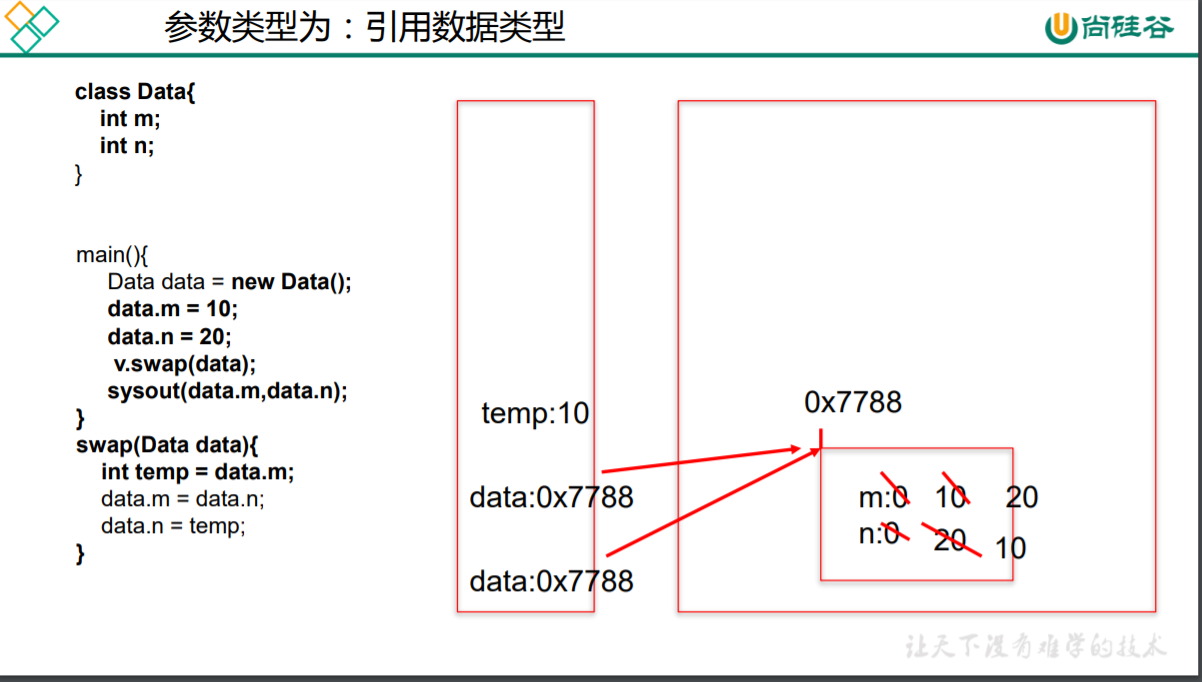 参数类型为：引用数据类型
尚硅谷
class Data{
int m;
int n;
}
main(){
Data data = new Data();
data.m = 10;
data.n = 20;
v.swap(data);
sysout(data.m,data.n);
}
swap(Data data){
int temp = data.m;
data.m = data.n;
data.n = temp;
}
temp:10
data:0x7788
data:0x7788
0x7788
m:0 10 20
n:0 20 10
让天下没有难学的技术